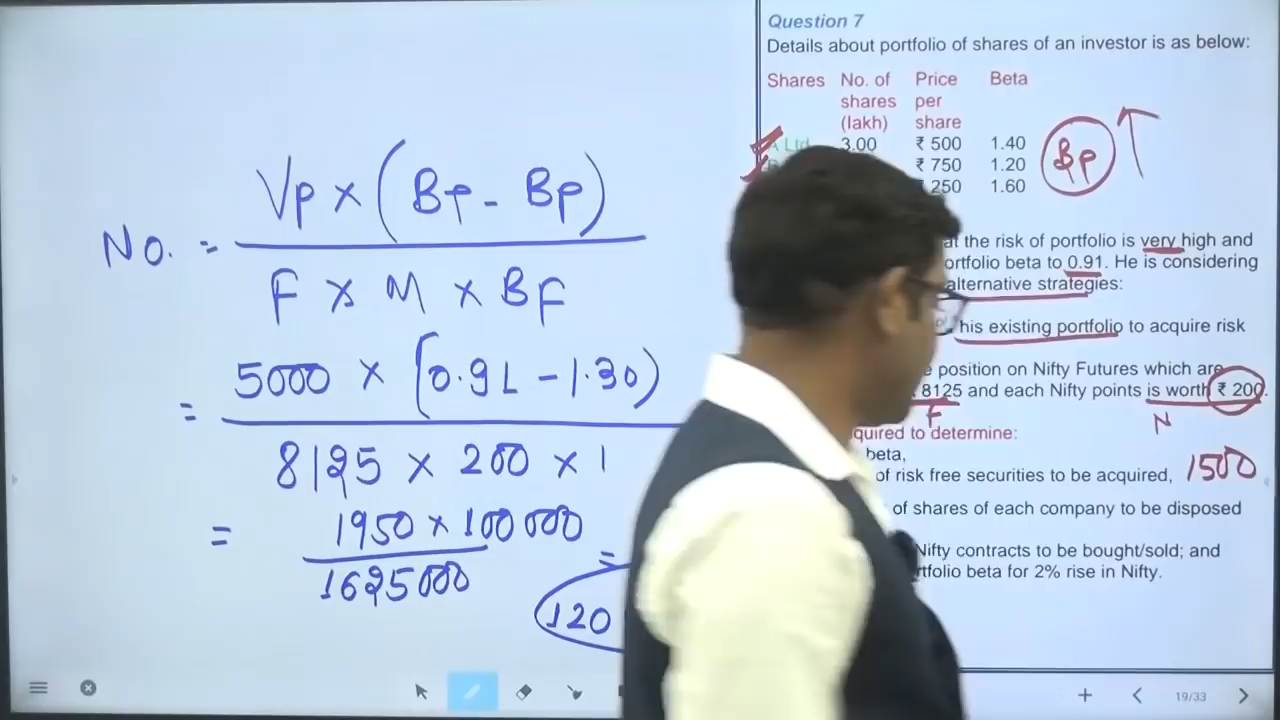 Question 7
Details about portfolio of shares of an investor is as below:
Shares No. of shares (lakh) Price per share Beta
A Ltd. 3.00 ₹ 500 1.40
₹ 750 1.20
250 1.60
Bp
the risk of portfolio is very high and
ortfolio beta to 0.91. He is considering
alternative strategies:
his existing portfolio to acquire risk
position on Nifty Futures which are
8125 and each Nifty points is worth ₹ 200.
F
quired to determine:
beta,
of risk free securities to be acquired, 1500
of shares of each company to be disposed
Nifty contracts to be bought/sold; and
rtfolio beta for 2% rise in Nifty.
Vp × (BT - Bp)
No. =
F × M × BF
5000 × (0.91 - 1.30)
=
8125 × 200 × 1
= 1950 × 100000
1625000
=
120
19/33